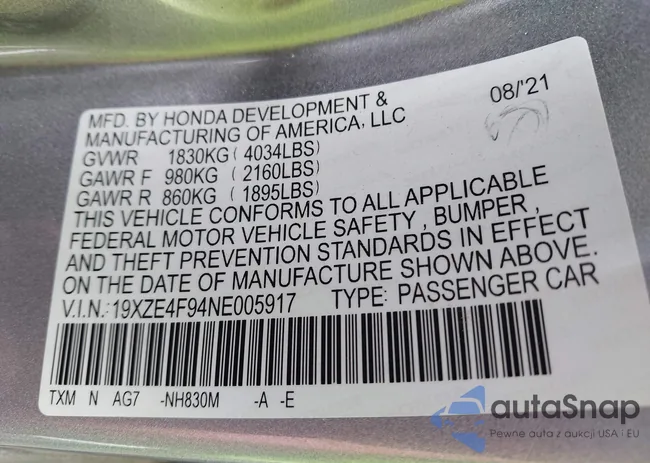 MFD. BY HONDA DEVELOPMENT & 08/'21
MANUFACTURING OF AMERICA, LLC
GVWR 1830KG ( 4034LBS)
GAWR F 980KG ( 2160LBS)
GAWR R 860KG ( 1895LBS)
THIS VEHICLE CONFORMS TO ALL APPLICABLE
FEDERAL MOTOR VEHICLE SAFETY , BUMPER ,
AND THEFT PREVENTION STANDARDS IN EFFECT
ON THE DATE OF MANUFACTURE SHOWN ABOVE.
V.I.N.:19XZE4F94NE005917 TYPE: PASSENGER CAR
TXM N AG7 -NH830M -A -E
autaSnap
Pewne auta z aukcji USA i EU